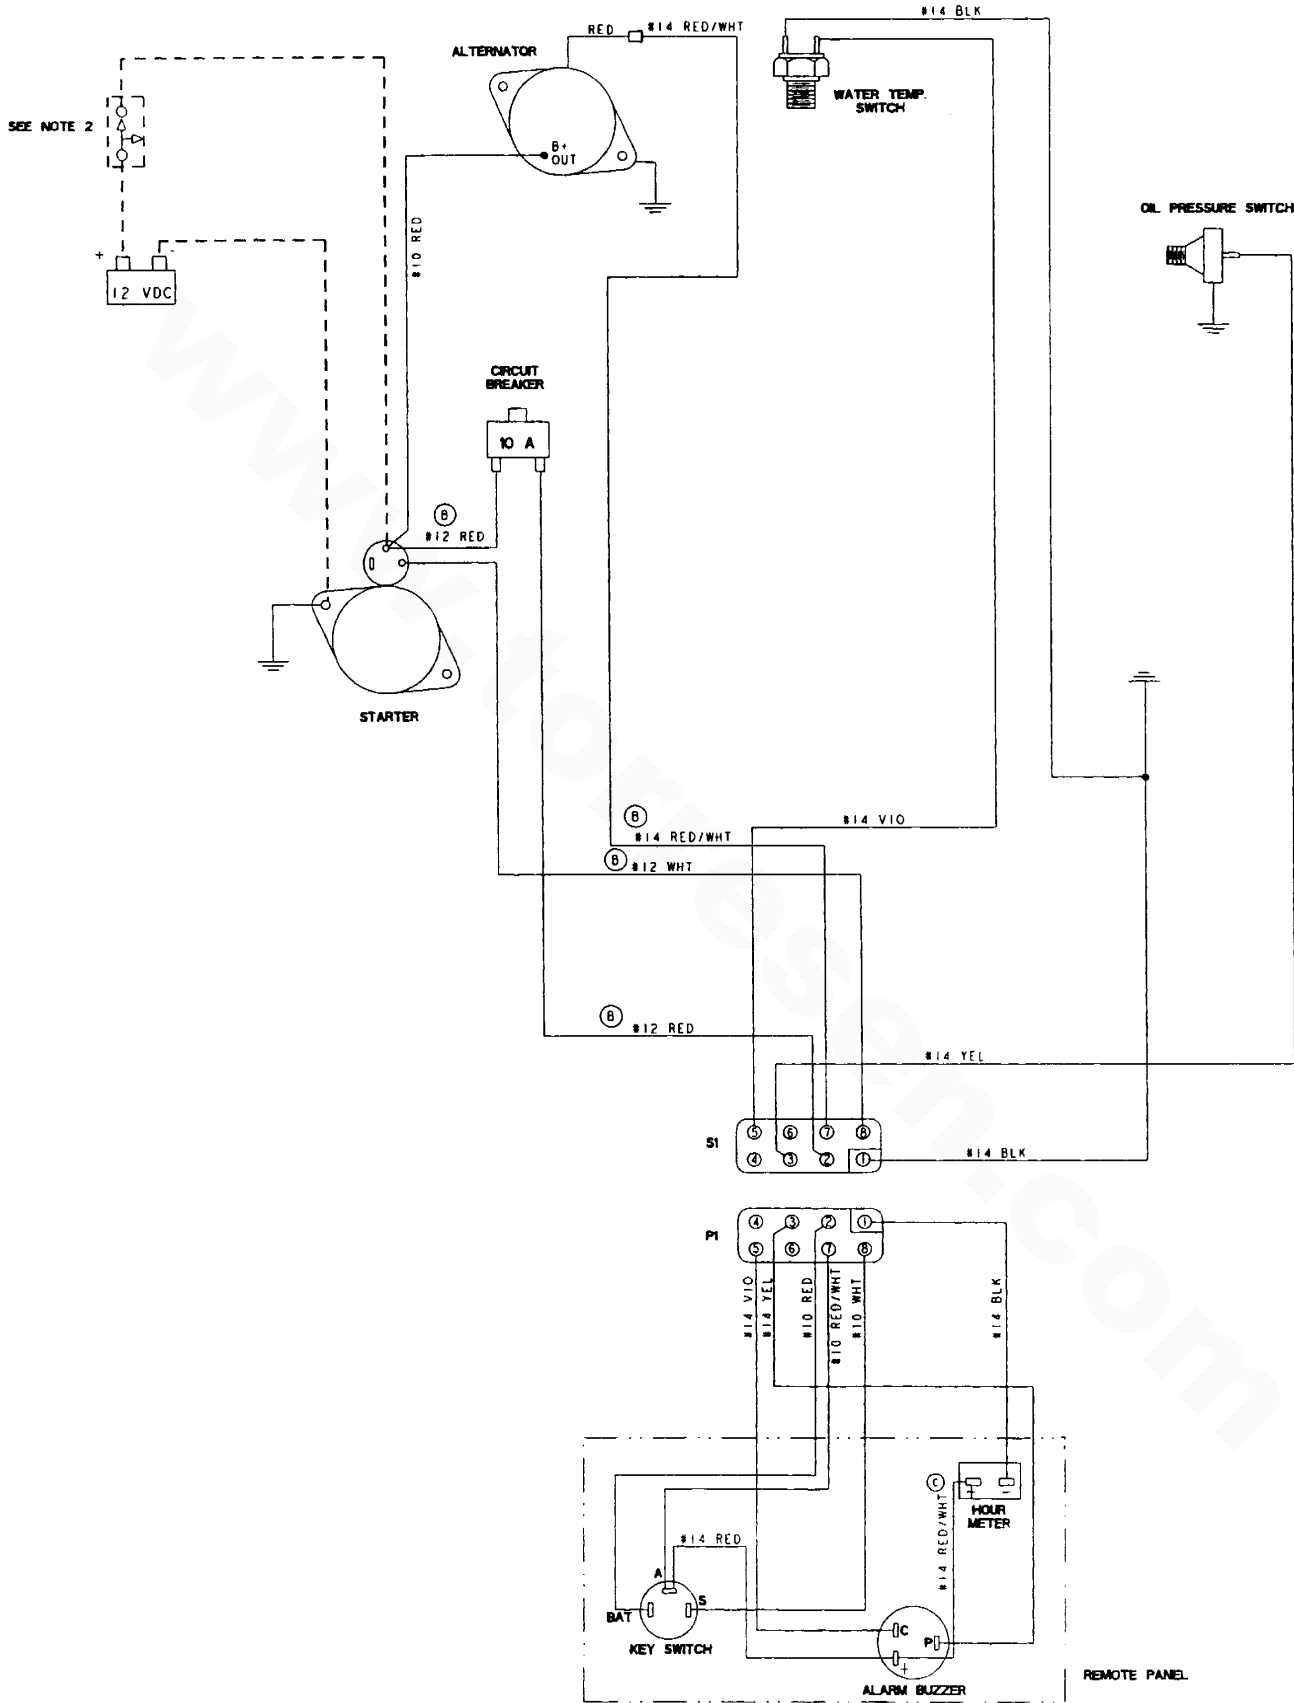 #14 BLK
RED
#14 RED/WHT
ALTERNATOR
WATER TEMP.
SWITCH
SEE NOTE 2
B+
OUT
OIL PRESSURE SWITCH
#10 RED
+
-
12 VDC
CIRCUIT
BREAKER
10 A
B
#12 RED
STARTER
B
#14 RED/WHT
#14 VIO
B
#12 WHT
B
#12 RED
#14 YEL
S1
5 6 7 8
4 3 2 1
#14 BLK
P1
4 3 2 1
5 6 7 8
#14 VIO
#14 YEL
#10 RED
#10 RED/WHT
#10 WHT
#14 BLK
C
+
-
HOUR
METER
#14 RED/WHT
#14 RED
A
S
BAT
KEY SWITCH
C
P
+
ALARM BUZZER
REMOTE PANEL
www.torresen.com